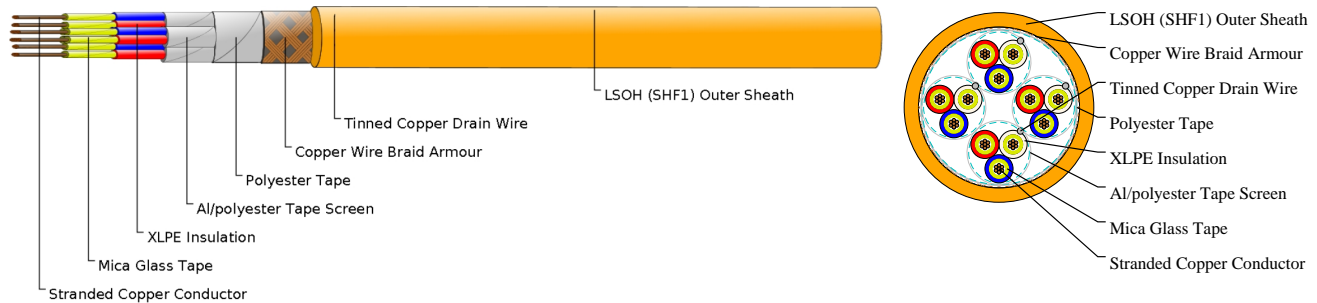 LSOH (SHF1) Outer Sheath
Tinned Copper Drain Wire
Copper Wire Braid Armour
Polyester Tape
Al/polyester Tape Screen
XLPE Insulation
Mica Glass Tape
Stranded Copper Conductor
LSOH (SHF1) Outer Sheath
Copper Wire Braid Armour
Tinned Copper Drain Wire
Polyester Tape
XLPE Insulation
Al/polyester Tape Screen
Mica Glass Tape
Stranded Copper Conductor